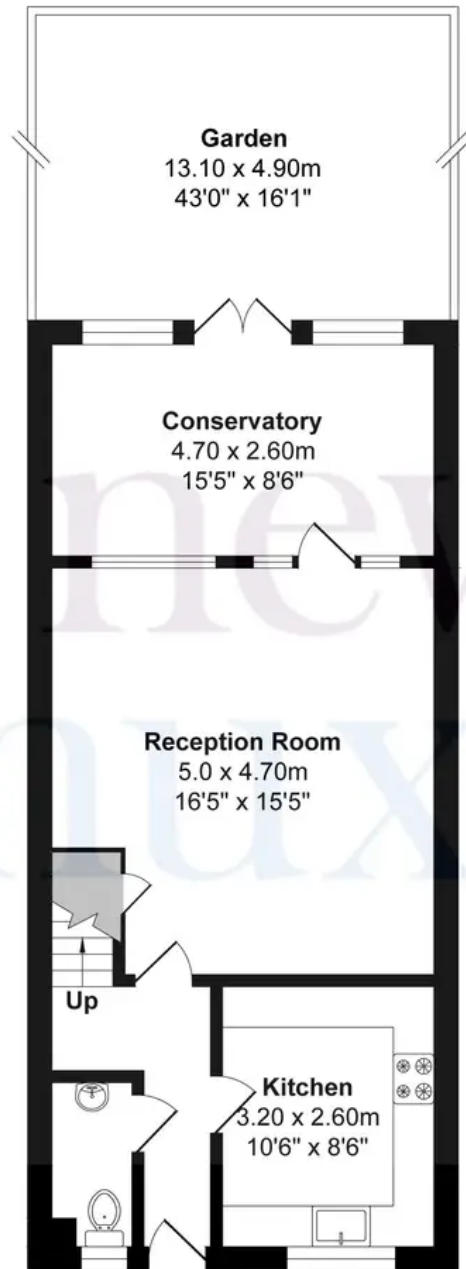 Garden
13.10 x 4.90m
43'0" x 16'1"
Conservatory
4.70 x 2.60m
15'5" x 8'6"
new
Reception Room
5.0 x 4.70m
16'5" x 15'5"
ux
Up
Kitchen
3.20 x 2.60m
10'6" x 8'6"